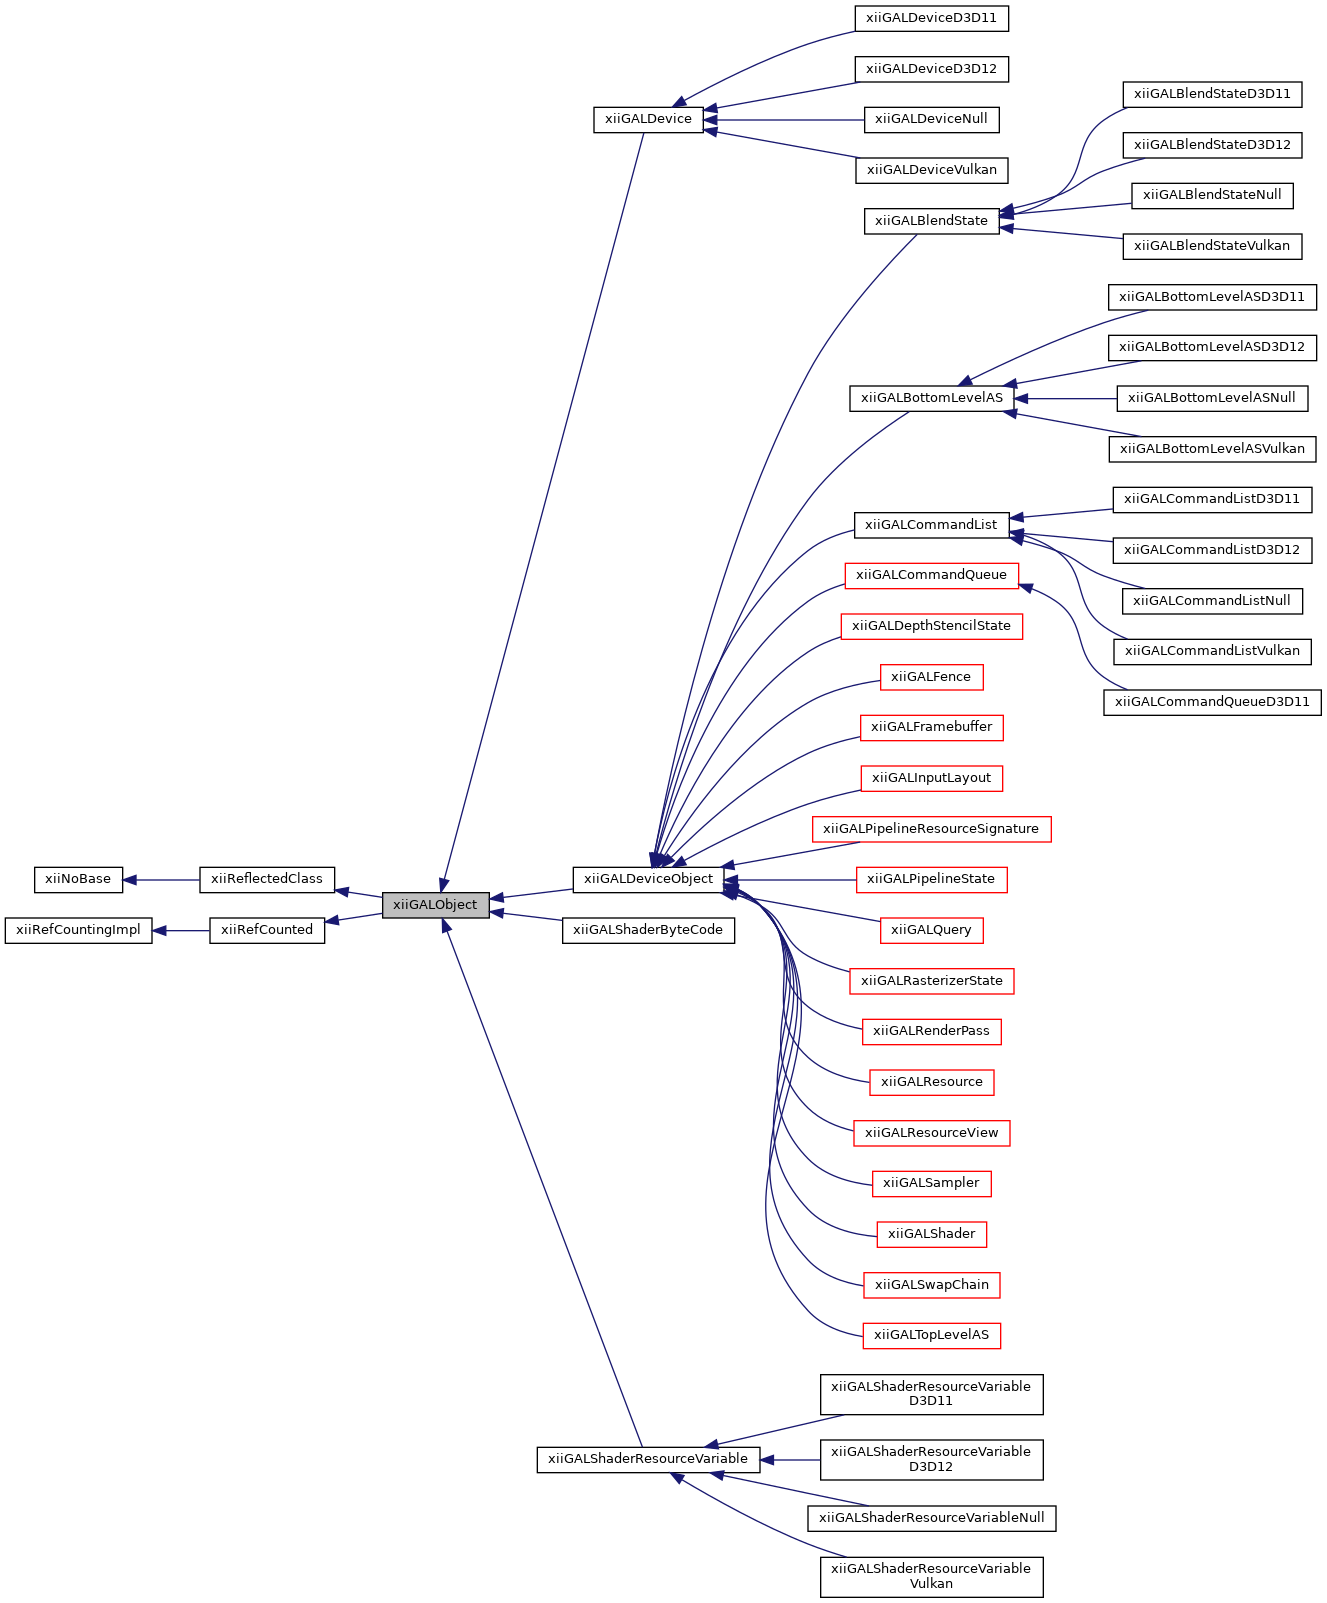 xiiGALDeviceD3D11
xiiGALDeviceD3D12
xiiGALBlendStateD3D11
xiiGALDevice
xiiGALDeviceNull
xiiGALBlendStateD3D12
xiiGALDeviceVulkan
xiiGALBlendStateNull
xiiGALBlendState
xiiGALBlendStateVulkan
xiiGALBottomLevelASD3D11
xiiGALBottomLevelASD3D12
xiiGALBottomLevelAS
xiiGALBottomLevelASNull
xiiGALBottomLevelASVulkan
xiiGALCommandListD3D11
xiiGALCommandList
xiiGALCommandListD3D12
xiiGALCommandQueue
xiiGALCommandListNull
xiiGALDepthStencilState
xiiGALCommandListVulkan
xiiGALFence
xiiGALCommandQueueD3D11
xiiGALFramebuffer
xiiGALInputLayout
xiiGALPipelineResourceSignature
xiiNoBase
xiiReflectedClass
xiiGALDeviceObject
xiiGALPipelineState
xiiGALObject
xiiRefCountingImpl
xiiRefCounted
xiiGALShaderByteCode
xiiGALQuery
xiiGALRasterizerState
xiiGALRenderPass
xiiGALResource
xiiGALResourceView
xiiGALSampler
xiiGALShader
xiiGALSwapChain
xiiGALTopLevelAS
xiiGALShaderResourceVariable
D3D11
xiiGALShaderResourceVariable
xiiGALShaderResourceVariable
D3D12
xiiGALShaderResourceVariableNull
xiiGALShaderResourceVariable
Vulkan